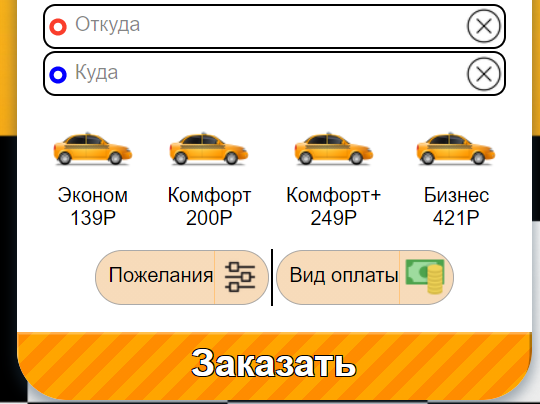 Откуда
Куда
Эконом Комфорт Комфорт+ Бизнес
139Р 200Р 249Р 421Р
Пожелания Вид оплаты
Заказать